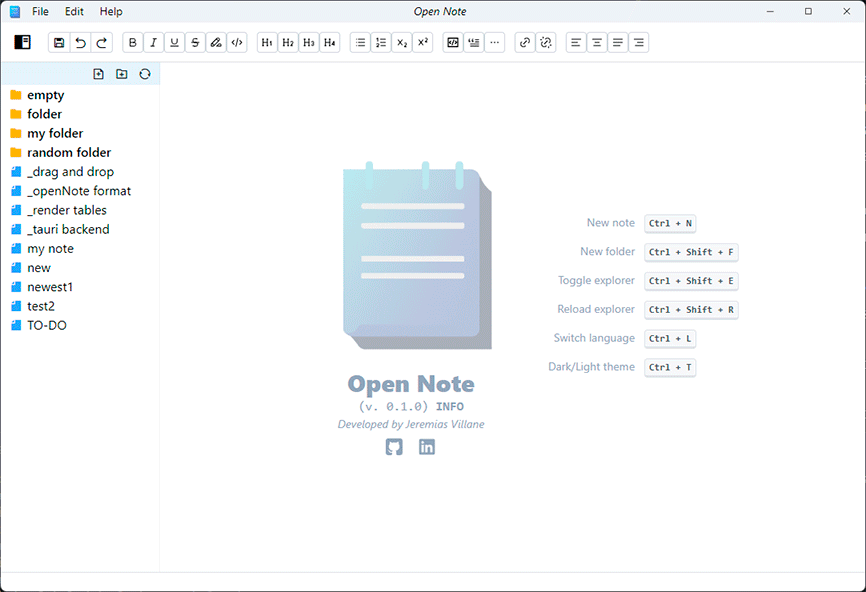 File Edit Help Open Note
B I U S </> H1 H2 H3 H4 X2 X2
empty
folder
my folder
random folder
_drag and drop
_openNote format
_render tables
_tauri backend
my note
new
newest1
test2
TO-DO
Open Note
(v. 0.1.0) INFO
Developed by Jeremias Villane
in
New note Ctrl + N
New folder Ctrl + Shift + F
Toggle explorer Ctrl + Shift + E
Reload explorer Ctrl + Shift + R
Switch language Ctrl + L
Dark/Light theme Ctrl + T